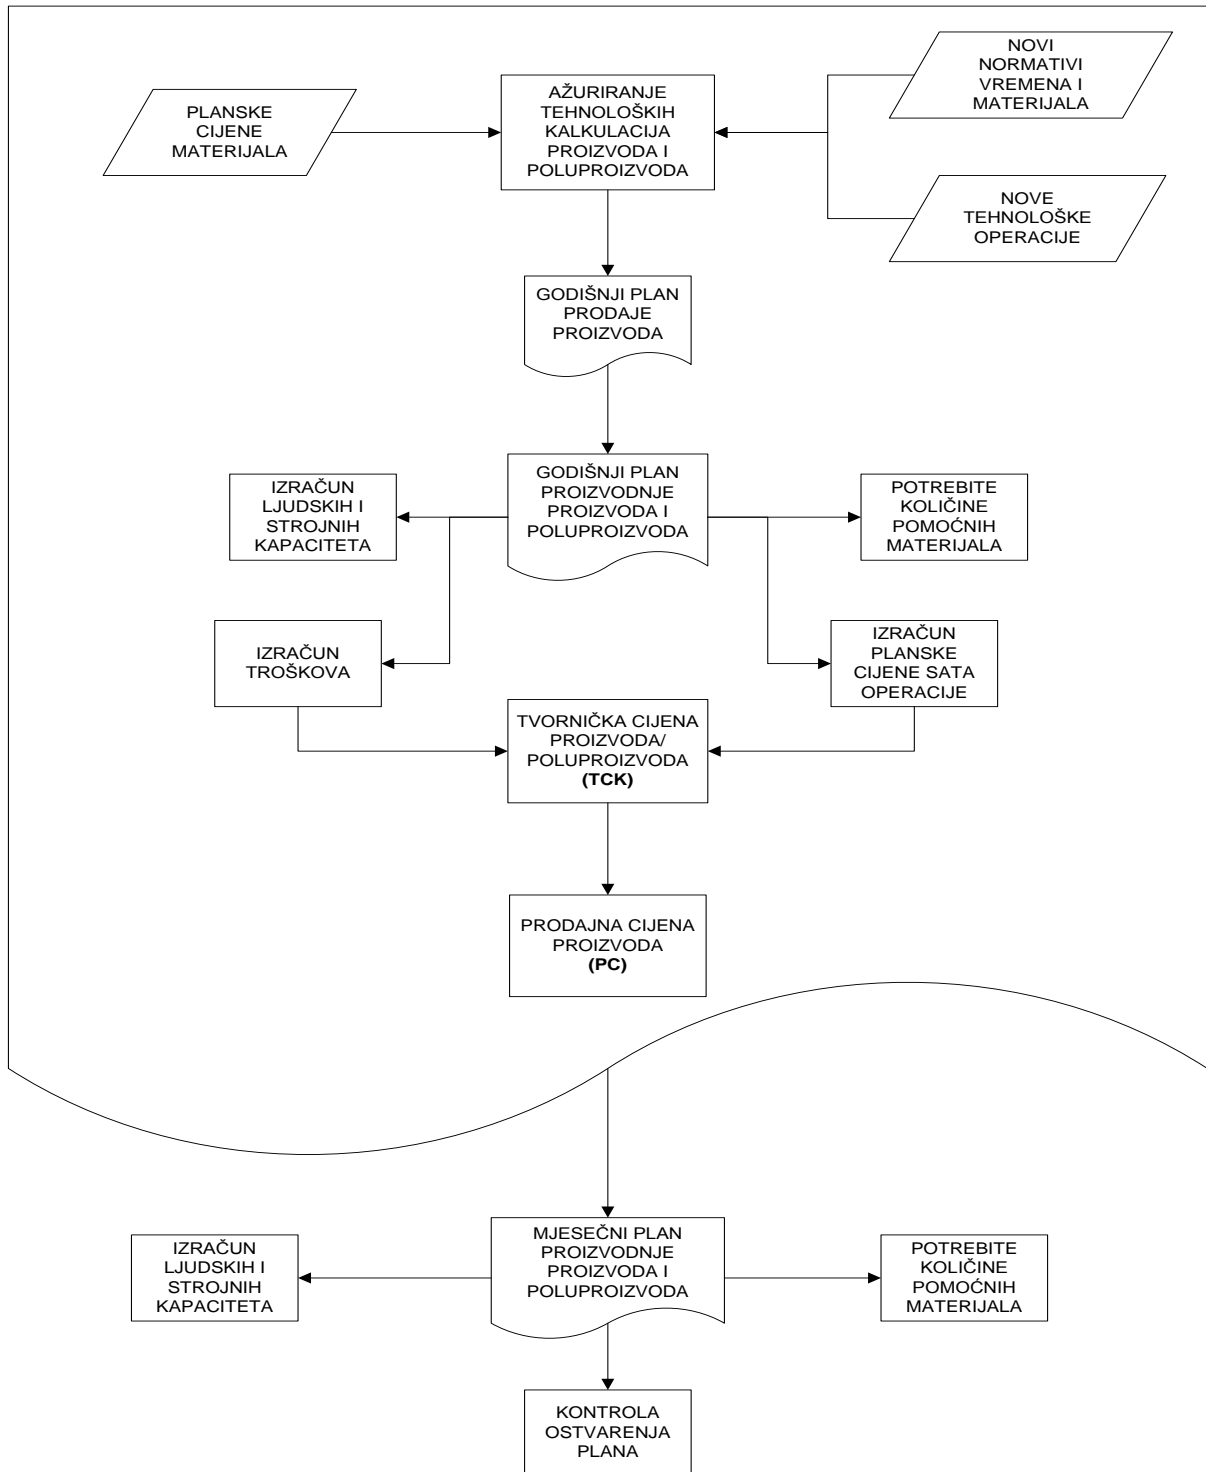 PLANSKE
CIJENE
MATERIJALA
AŽURIRANJE
TEHNOLOŠKIH
KALKULACIJA
PROIZVODA I
POLUPROIZVODA
NOVI
NORMATIVI
VREMENA I
MATERIJALA
NOVE
TEHNOLOŠKE
OPERACIJE
GODIŠNJI PLAN
PRODAJE
PROIZVODA
IZRAČUN
LJUDSKIH I
STROJNIH
KAPACITETA
GODIŠNJI PLAN
PROIZVODNJE
PROIZVODA I
POLUPROIZVODA
POTREBITE
KOLIČINE
POMOĆNIH
MATERIJALA
IZRAČUN
TROŠKOVA
IZRAČUN
PLANSKE
CIJENE SATA
OPERACIJE
TVORNIČKA CIJENA
PROIZVODA/
POLUPROIZVODA
(TCK)
PRODAJNA CIJENA
PROIZVODA
(PC)
IZRAČUN
LJUDSKIH I
STROJNIH
KAPACITETA
MJESEČNI PLAN
PROIZVODNJE
PROIZVODA I
POLUPROIZVODA
POTREBITE
KOLIČINE
POMOĆNIH
MATERIJALA
KONTROLA
OSTVARENJA
PLANA